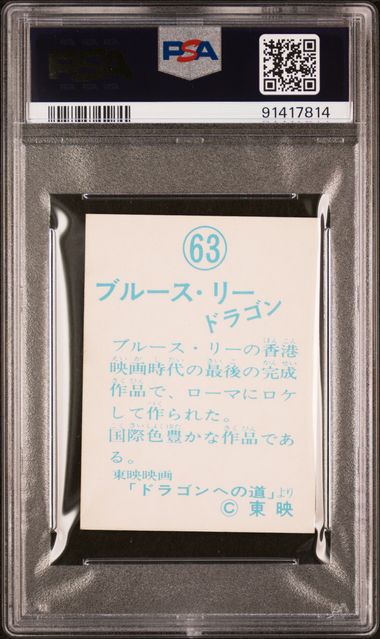 PSA
PSA
91417814
63
ブルース・リー
ドラゴン
ブルース・リーの香港
映画時代の最後の完成
作品で、ローマにロケ
して作られた。
国際色豊かな作品であ
る。
東映映画
「ドラゴンへの道」より
© 東映